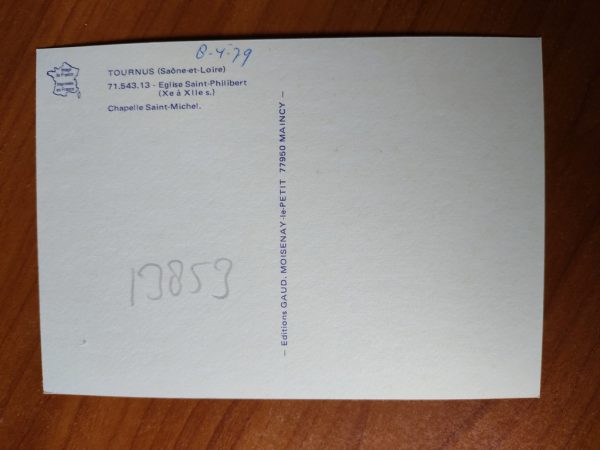 8-4-79
TOURNUS (Saône-et-Loire)
71.543.13 - Eglise Saint-Philibert
(Xe à XIIe s.)
Chapelle Saint-Michel.
— Editions GAUD. MOISENAY-le-PETIT 77950 MAINCY —
13853